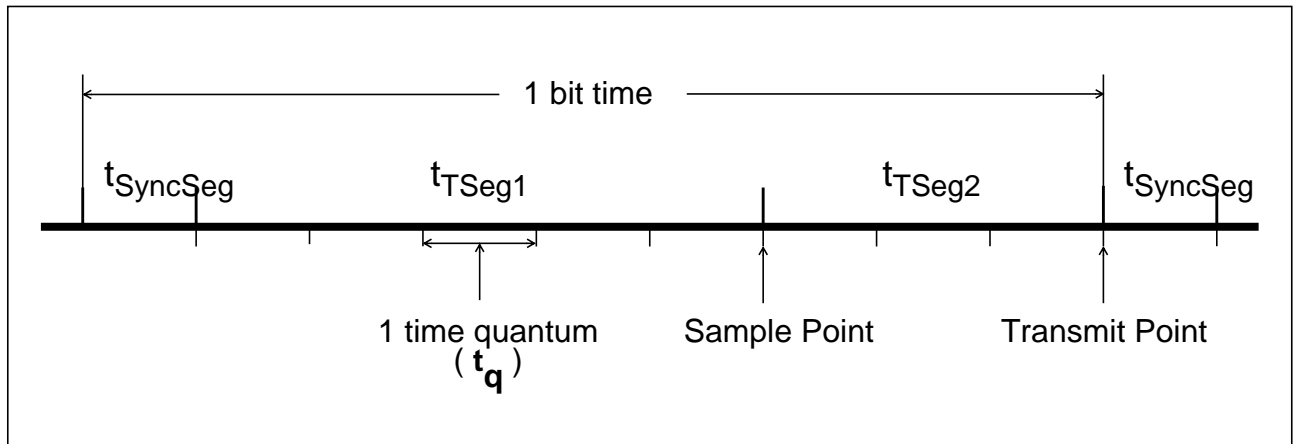 1 bit time
tSyncSeg tTSeg1 tTSeg2 tSyncSeg
1 time quantum Sample Point Transmit Point
( tq )